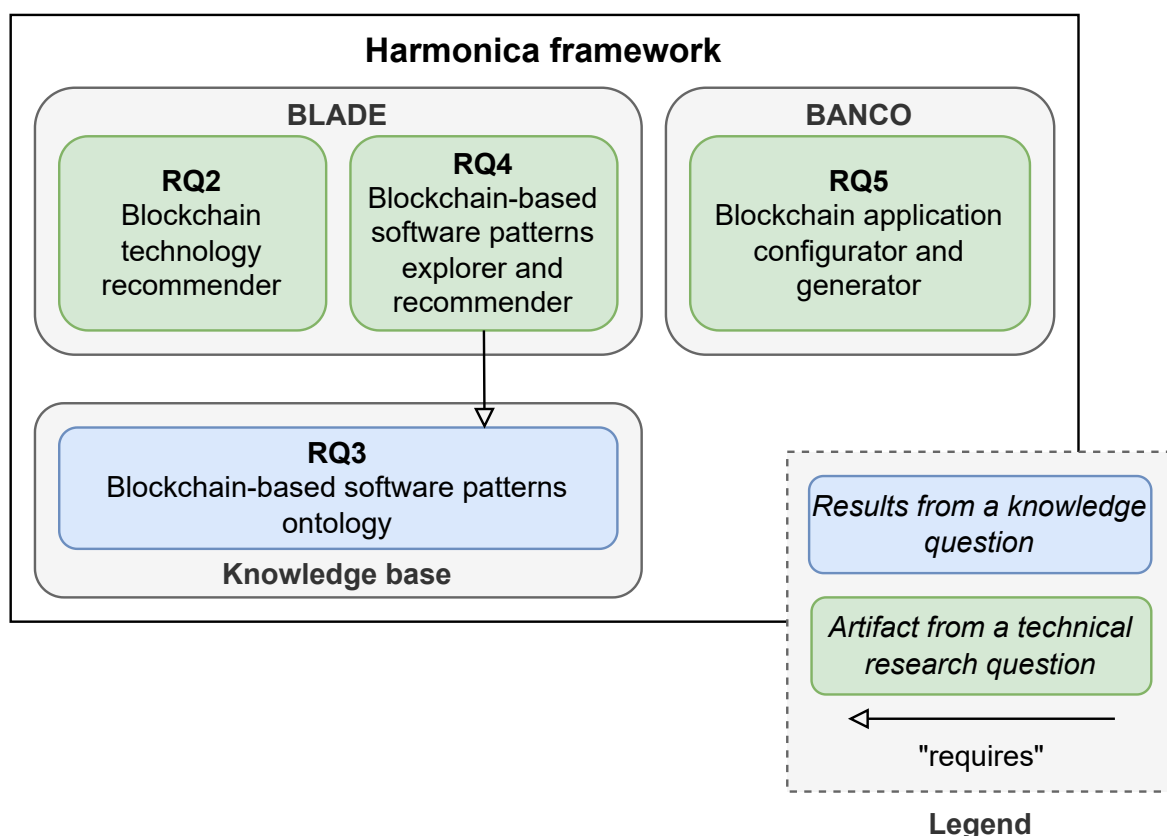 Harmonica framework
BLADE
RQ2
Blockchain
technology
recommender
RQ4
Blockchain-based
software patterns
explorer and
recommender
BANCO
RQ5
Blockchain application
configurator and
generator
RQ3
Blockchain-based software patterns
ontology
Knowledge base
Results from a knowledge
question
Artifact from a technical
research question
"requires"
Legend